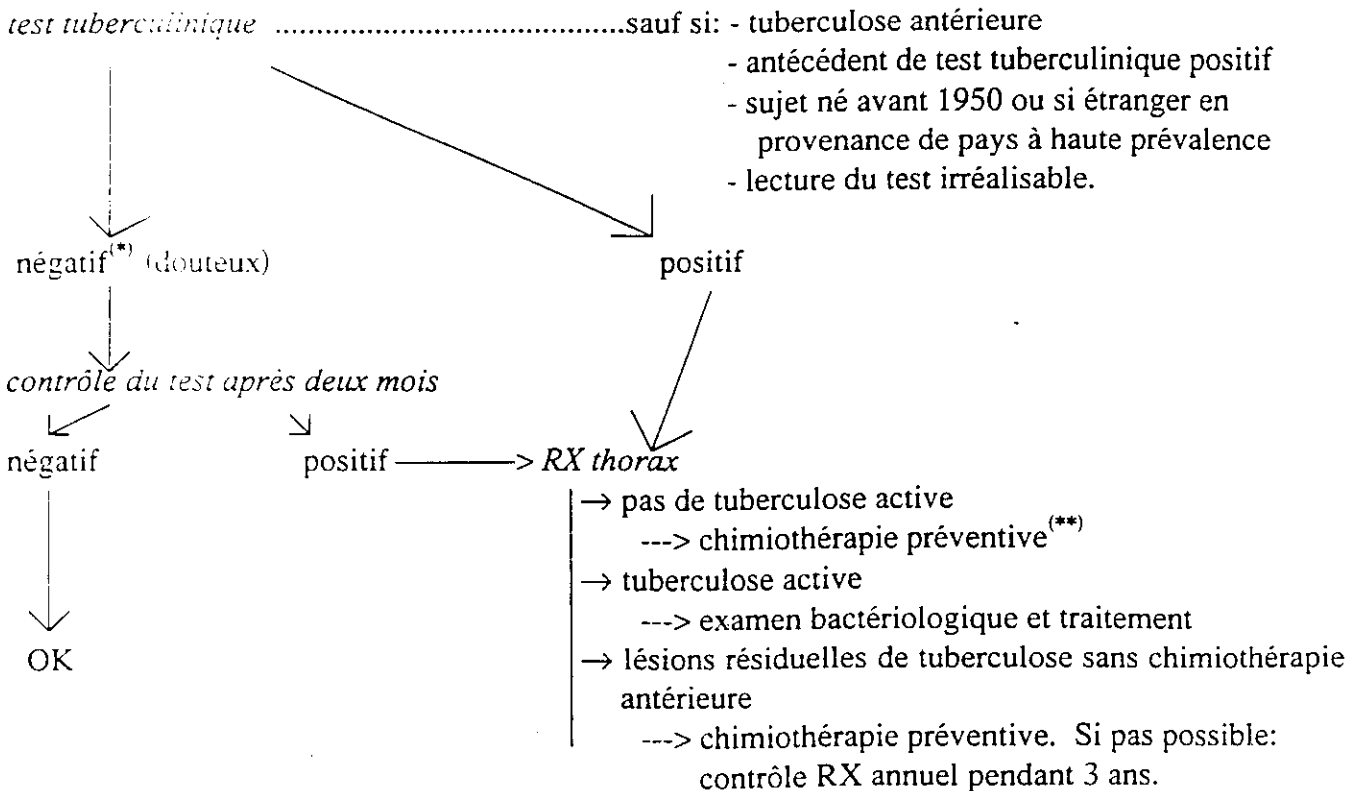 test tuberculinique ..............................................sauf si: - tuberculose antérieure
- antécédent de test tuberculinique positif
- sujet né avant 1950 ou si étranger en
provenance de pays à haute prévalence
- lecture du test irréalisable.
négatif(*) (douteux) positif
contrôle du test après deux mois
négatif positif ———> RX thorax
→ pas de tuberculose active
---> chimiothérapie préventive(**)
→ tuberculose active
---> examen bactériologique et traitement
→ lésions résiduelles de tuberculose sans chimiothérapie
antérieure
---> chimiothérapie préventive. Si pas possible:
contrôle RX annuel pendant 3 ans.
OK